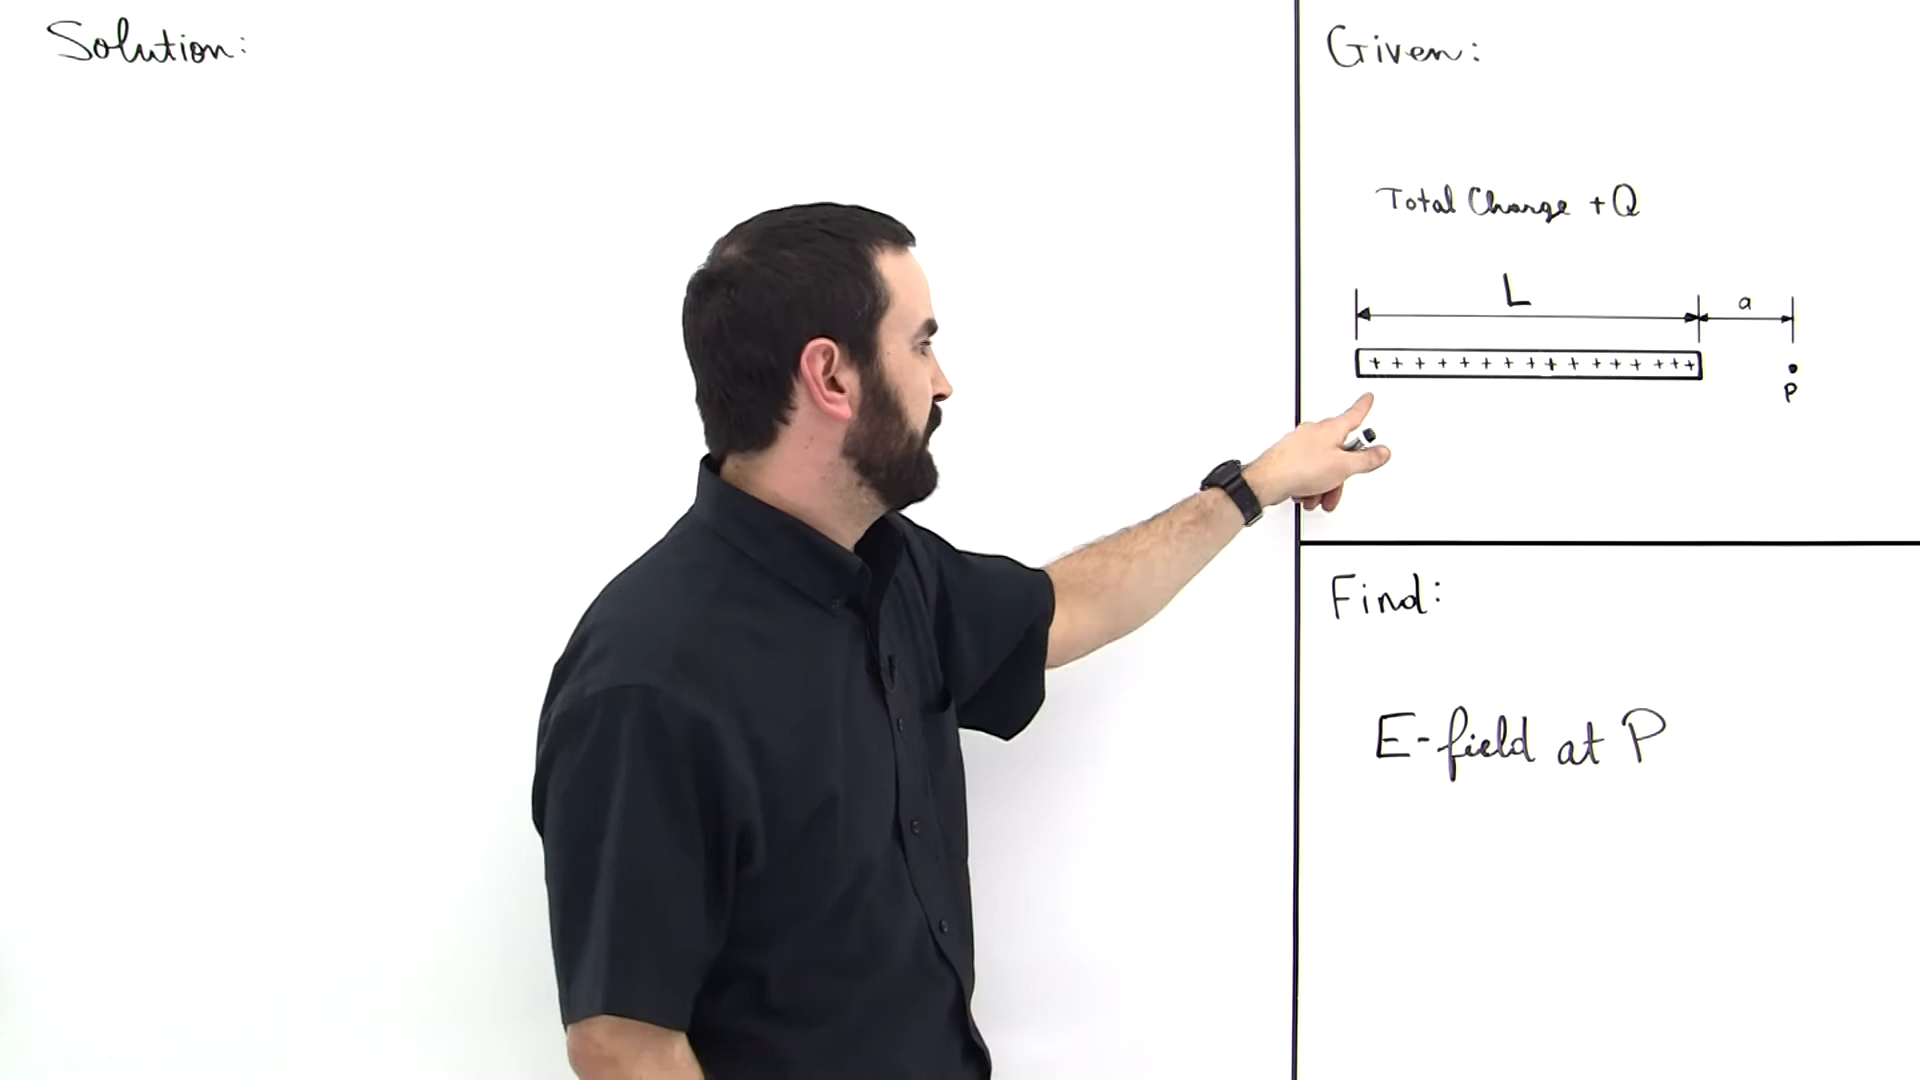 Solution:
Given:
Total Charge + Q
L
a
+ + + + + + + + + + + + + + + +
P
Find:
E-field at P